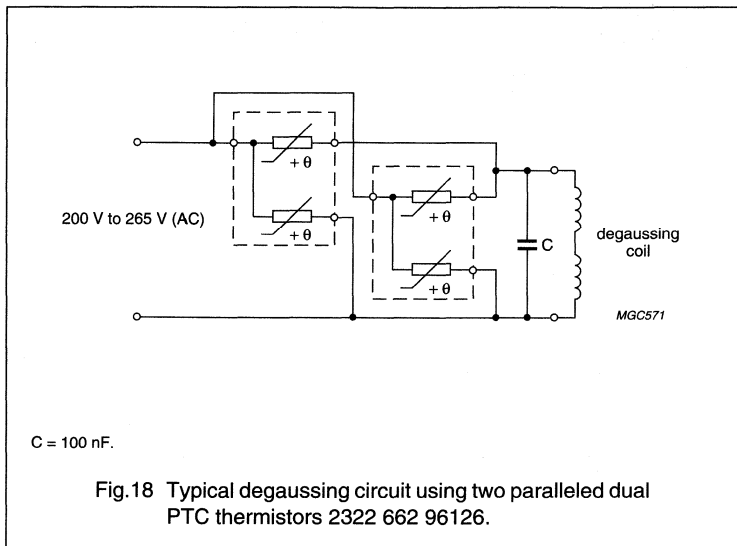 +θ
+θ
+θ
+θ
200 V to 265 V (AC)
C
degaussing
coil
MGC571
C = 100 nF.
Fig.18 Typical degaussing circuit using two paralleled dual
PTC thermistors 2322 662 96126.